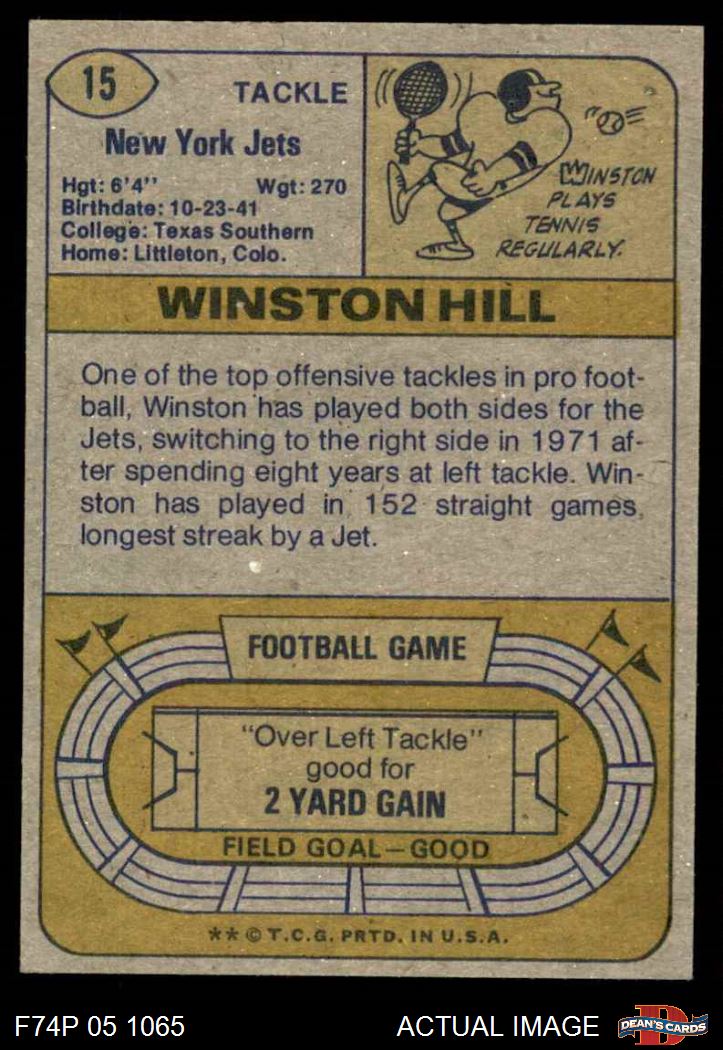 15
TACKLE
New York Jets
Hgt: 6'4"
Wgt: 270
Birthdate: 10-23-41
College: Texas Southern
Home: Littleton, Colo.
WINSTON
PLAYS
TENNIS
REGULARLY.
WINSTON HILL
One of the top offensive tackles in pro foot-
ball, Winston has played both sides for the
Jets, switching to the right side in 1971 af-
ter spending eight years at left tackle. Win-
ston has played in 152 straight games,
longest streak by a Jet.
FOOTBALL GAME
"Over Left Tackle"
good for
2 YARD GAIN
FIELD GOAL—GOOD
** © T.C.G. PRTD. IN U.S.A.
F74P 05 1065
ACTUAL IMAGE
D
DEAN'S CARDS